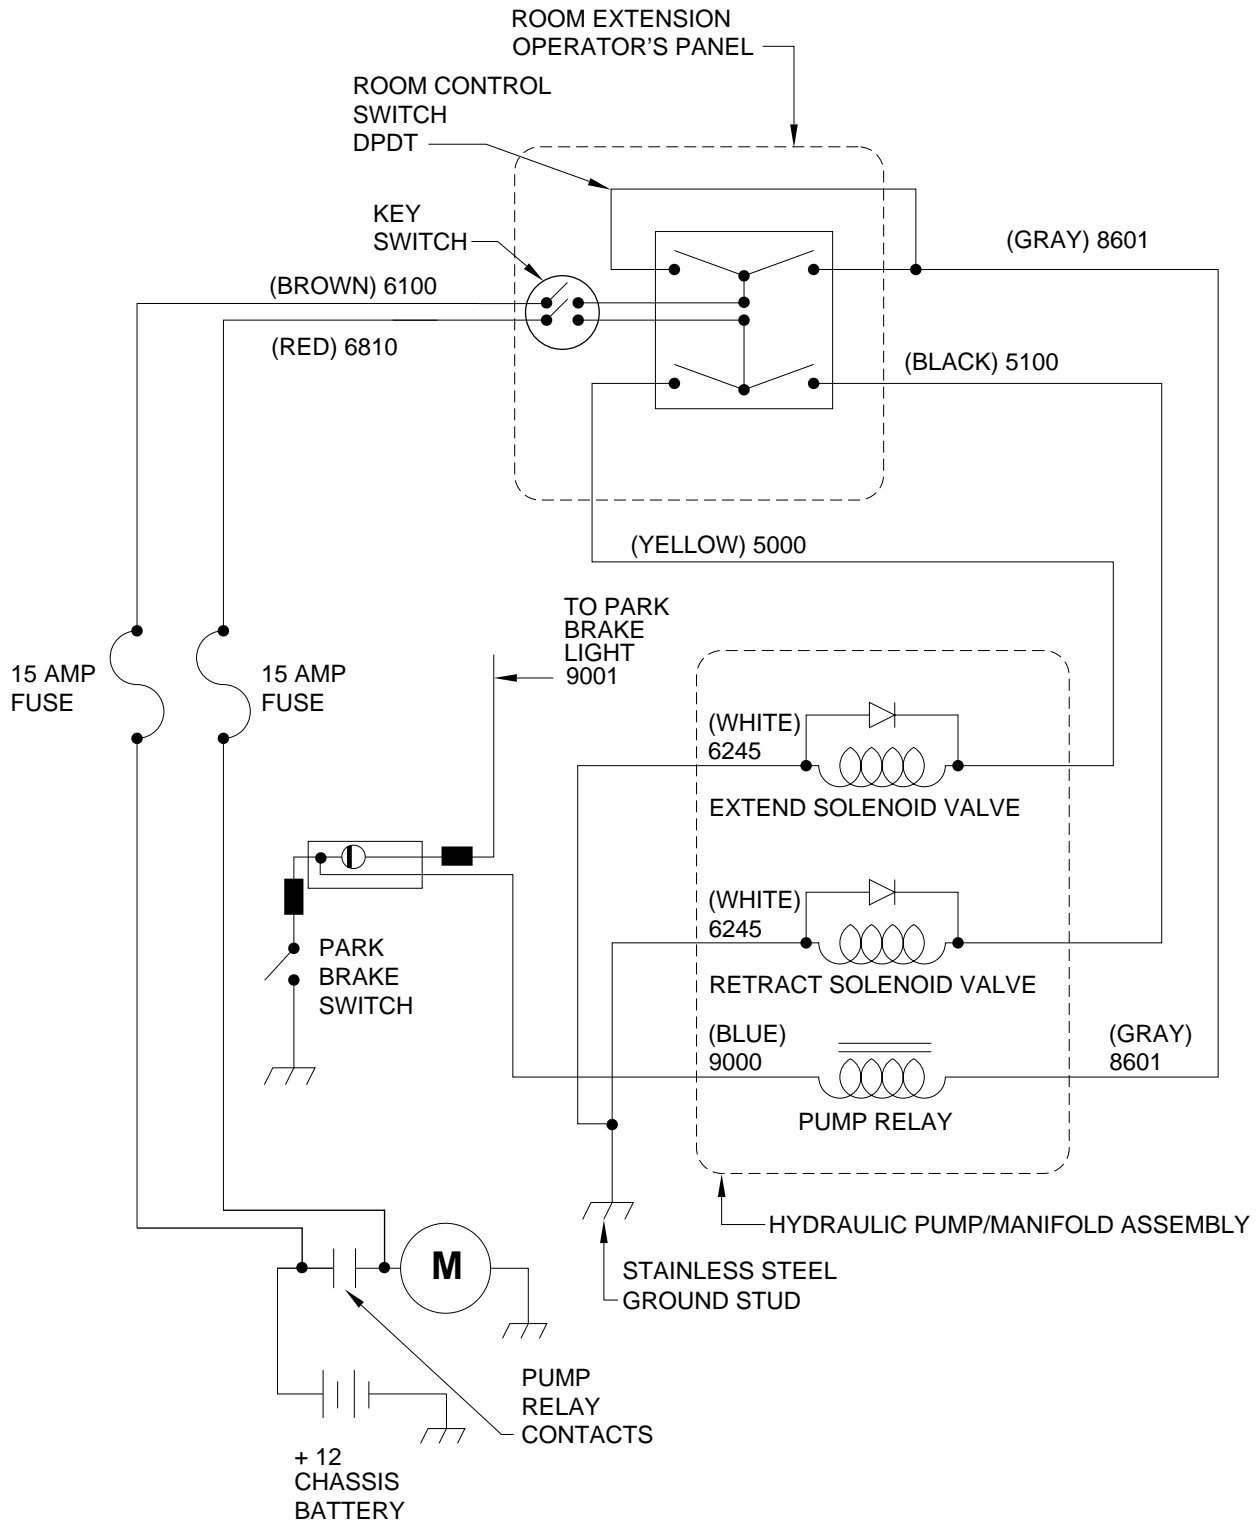 ROOM EXTENSION
OPERATOR'S PANEL
ROOM CONTROL
SWITCH
DPDT
KEY
SWITCH
(GRAY) 8601
(BROWN) 6100
(RED) 6810
(BLACK) 5100
(YELLOW) 5000
TO PARK
BRAKE
LIGHT
9001
15 AMP
FUSE
15 AMP
FUSE
(WHITE)
6245
EXTEND SOLENOID VALVE
(WHITE)
6245
RETRACT SOLENOID VALVE
PARK
BRAKE
SWITCH
(BLUE)
9000
(GRAY)
8601
PUMP RELAY
HYDRAULIC PUMP/MANIFOLD ASSEMBLY
M
STAINLESS STEEL
GROUND STUD
PUMP
RELAY
CONTACTS
+ 12
CHASSIS
BATTERY